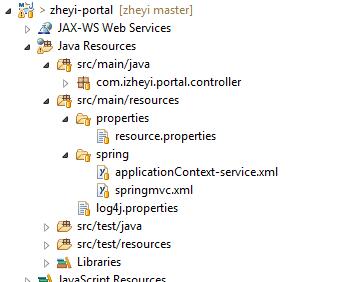 > zheyi-portal [zheyi master]
JAX-WS Web Services
Java Resources
src/main/java
com.izheyi.portal.controller
src/main/resources
properties
resource.properties
spring
applicationContext-service.xml
springmvc.xml
log4j.properties
src/test/java
src/test/resources
Libraries
JavaScript Resources